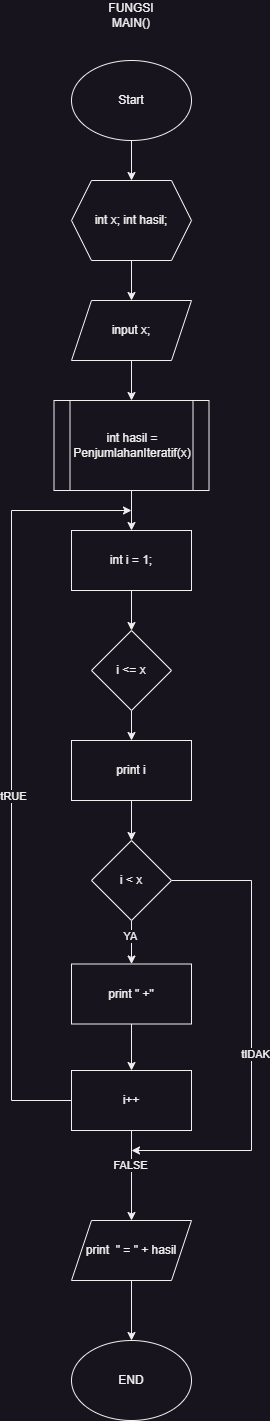 FUNGSI
MAIN()
Start
int x; int hasil;
input x;
int hasil =
PenjumlahanIteratif(x)
int i = 1;
i <= x
print i
tRUE
i < x
YA
print " +"
tIDAK
i++
FALSE
print " = " + hasil
END